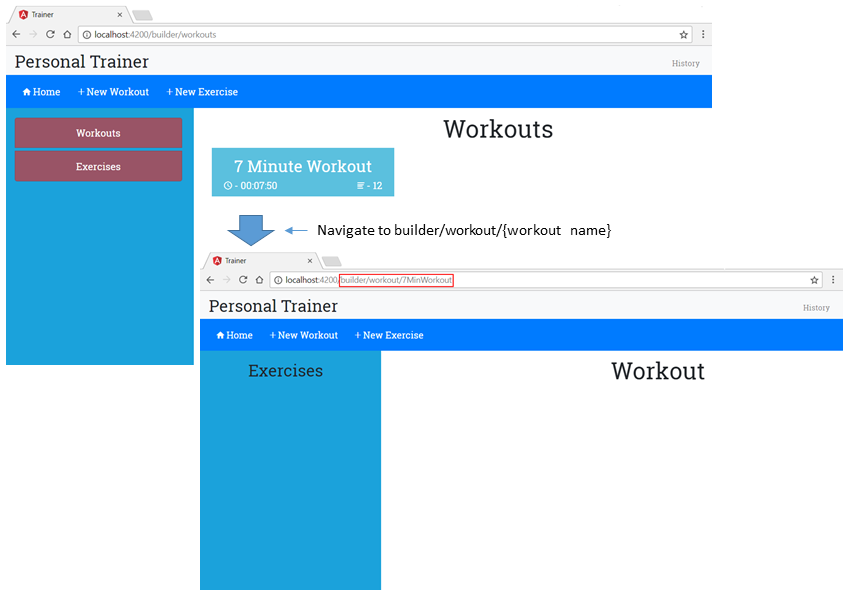 Trainer
localhost:4200/builder/workouts
Personal Trainer
History
Home + New Workout + New Exercise
Workouts
Exercises
Workouts
7 Minute Workout
- 00:07:50 - 12
Navigate to builder/workout/{workout name}
Trainer
localhost:4200/builder/workout/7MinWorkout
Personal Trainer
History
Home + New Workout + New Exercise
Exercises
Workout